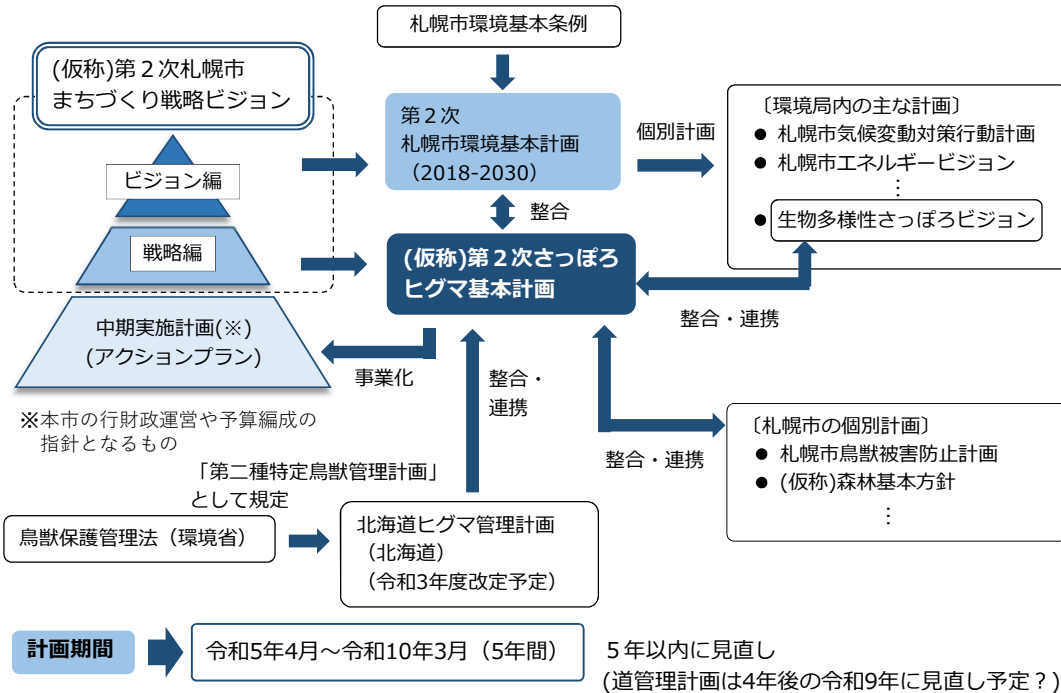 札幌市環境基本条例
(仮称)第２次札幌市
まちづくり戦略ビジョン
ビジョン編
戦略編
中期実施計画(※)
(アクションプラン)
※本市の行財政運営や予算編成の
指針となるもの
第２次
札幌市環境基本計画
（2018-2030）
整合
(仮称)第２次さっぽろ
ヒグマ基本計画
個別計画
〔環境局内の主な計画〕
● 札幌市気候変動対策行動計画
● 札幌市エネルギービジョン
⋮
● 生物多様性さっぽろビジョン
整合・連携
事業化
整合・
連携
整合・連携
〔札幌市の個別計画〕
● 札幌市鳥獣被害防止計画
● (仮称)森林基本方針
⋮
「第二種特定鳥獣管理計画」
として規定
鳥獣保護管理法（環境省）
北海道ヒグマ管理計画
（北海道）
（令和3年度改定予定）
計画期間
令和5年4月～令和10年3月（5年間）
５年以内に見直し
(道管理計画は4年後の令和9年に見直し予定？)